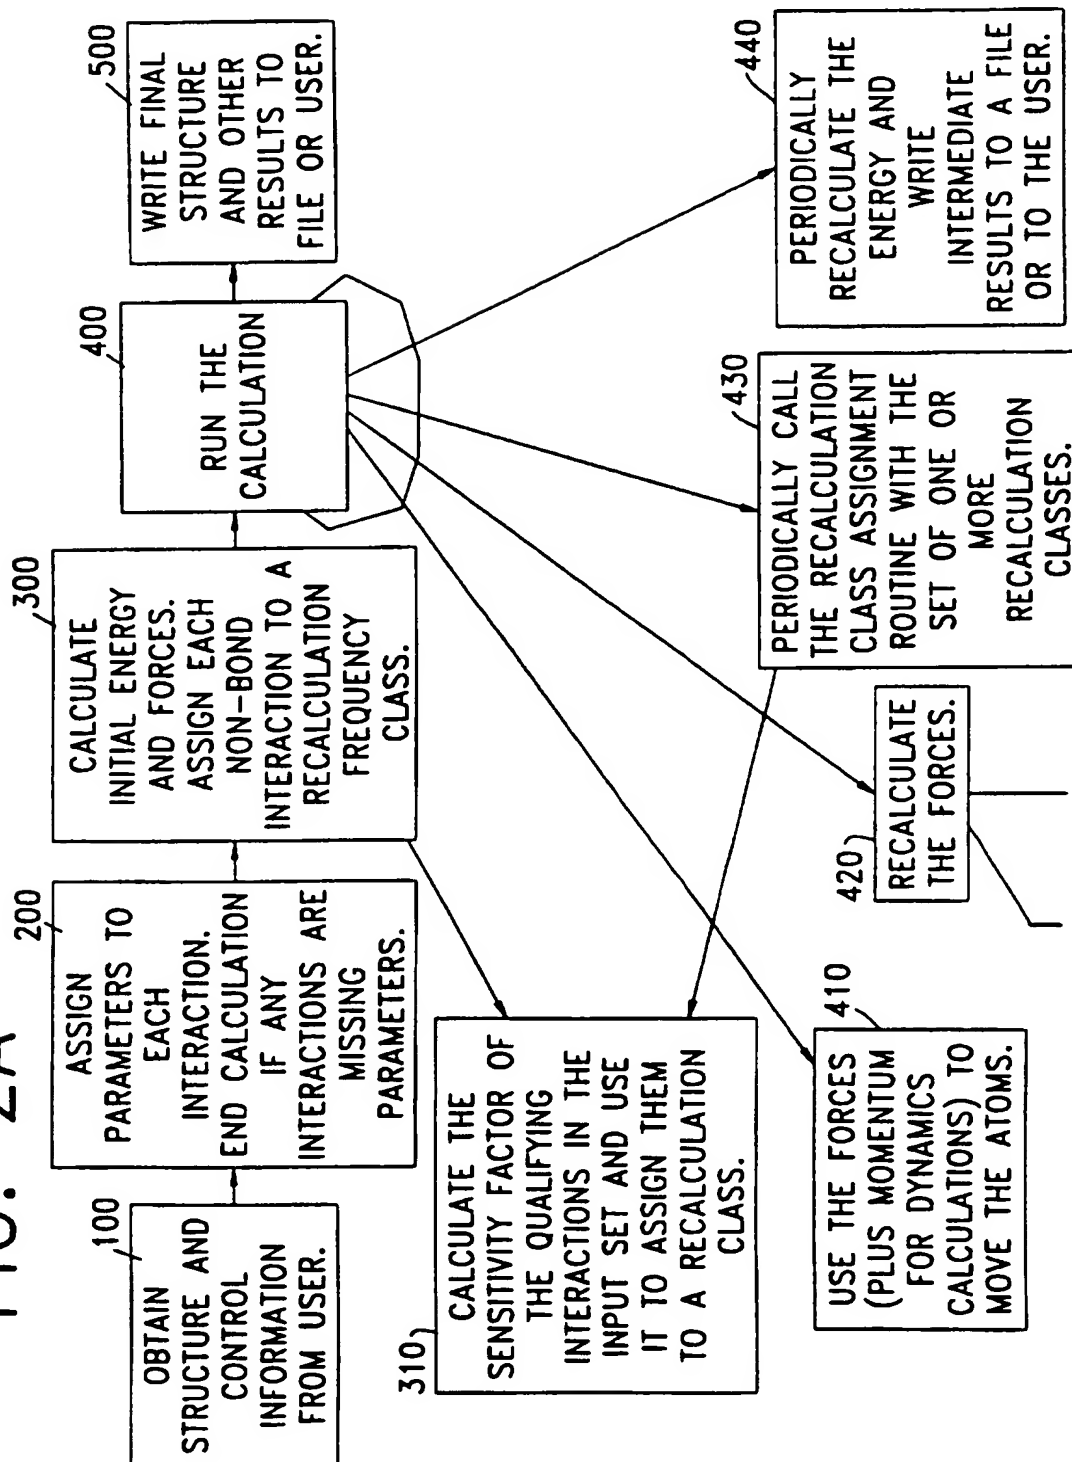 FIG. 2A
100
OBTAIN
STRUCTURE AND
CONTROL
INFORMATION
FROM USER.
200
ASSIGN
PARAMETERS TO
EACH
INTERACTION.
END CALCULATION
IF ANY
INTERACTIONS ARE
MISSING
PARAMETERS.
300
CALCULATE
INITIAL ENERGY
AND FORCES.
ASSIGN EACH
NON-BOND
INTERACTION TO A
RECALCULATION
FREQUENCY
CLASS.
400
RUN THE
CALCULATION
500
WRITE FINAL
STRUCTURE
AND OTHER
RESULTS TO
FILE OR USER.
310
CALCULATE THE
SENSITIVITY FACTOR OF
THE QUALIFYING
INTERACTIONS IN THE
INPUT SET AND USE
IT TO ASSIGN THEM
TO A RECALCULATION
CLASS.
410
USE THE FORCES
(PLUS MOMENTUM
FOR DYNAMICS
CALCULATIONS) TO
MOVE THE ATOMS.
420
RECALCULATE
THE FORCES.
430
PERIODICALLY CALL
THE RECALCULATION
CLASS ASSIGNMENT
ROUTINE WITH THE
SET OF ONE OR
MORE
RECALCULATION
CLASSES.
440
PERIODICALLY
RECALCULATE THE
ENERGY AND
WRITE
INTERMEDIATE
RESULTS TO A FILE
OR TO THE USER.